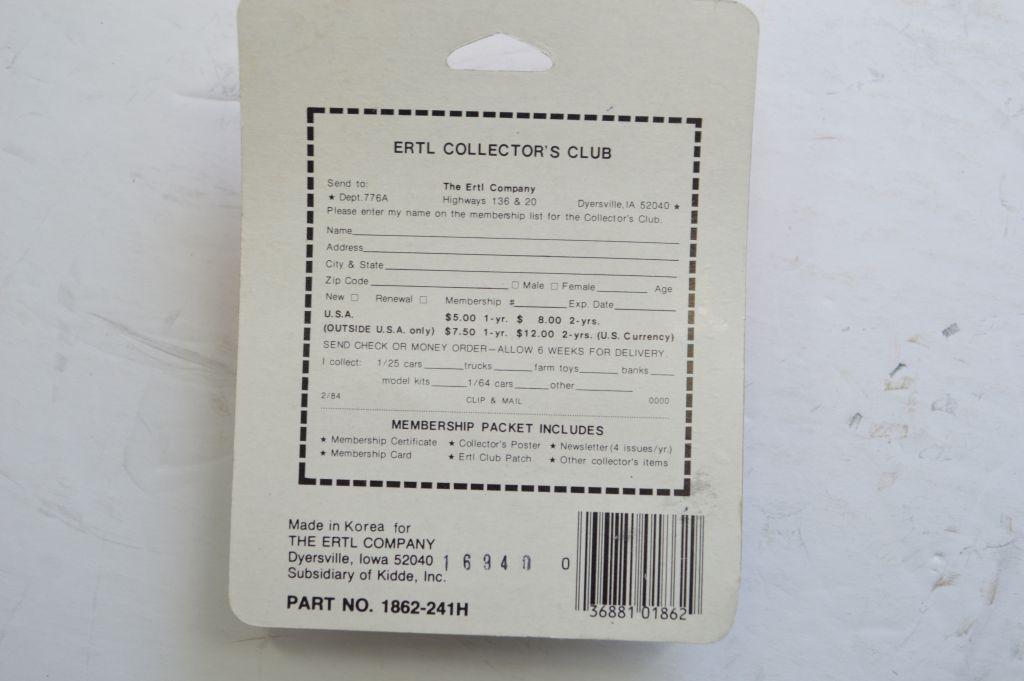 ERTL COLLECTOR'S CLUB
Send to: The Ertl Company
★ Dept.776A Highways 136 & 20 Dyersville, IA 52040 ★
Please enter my name on the membership list for the Collector's Club.
Name
Address
City & State
Zip Code □ Male □ Female Age
New □ Renewal □ Membership # Exp. Date
U.S.A. $5.00 1-yr. $ 8.00 2-yrs.
(OUTSIDE U.S.A. only) $7.50 1-yr. $12.00 2-yrs. (U.S. Currency)
SEND CHECK OR MONEY ORDER—ALLOW 6 WEEKS FOR DELIVERY.
I collect: 1/25 cars trucks farm toys banks
model kits 1/64 cars other
2/84 CLIP & MAIL 0000
MEMBERSHIP PACKET INCLUDES
★ Membership Certificate ★ Collector's Poster ★ Newsletter (4 issues/yr.)
★ Membership Card ★ Ertl Club Patch ★ Other collector's items
Made in Korea for
THE ERTL COMPANY
Dyersville, Iowa 52040 16940 0
Subsidiary of Kidde, Inc.
PART NO. 1862-241H
36881 01862